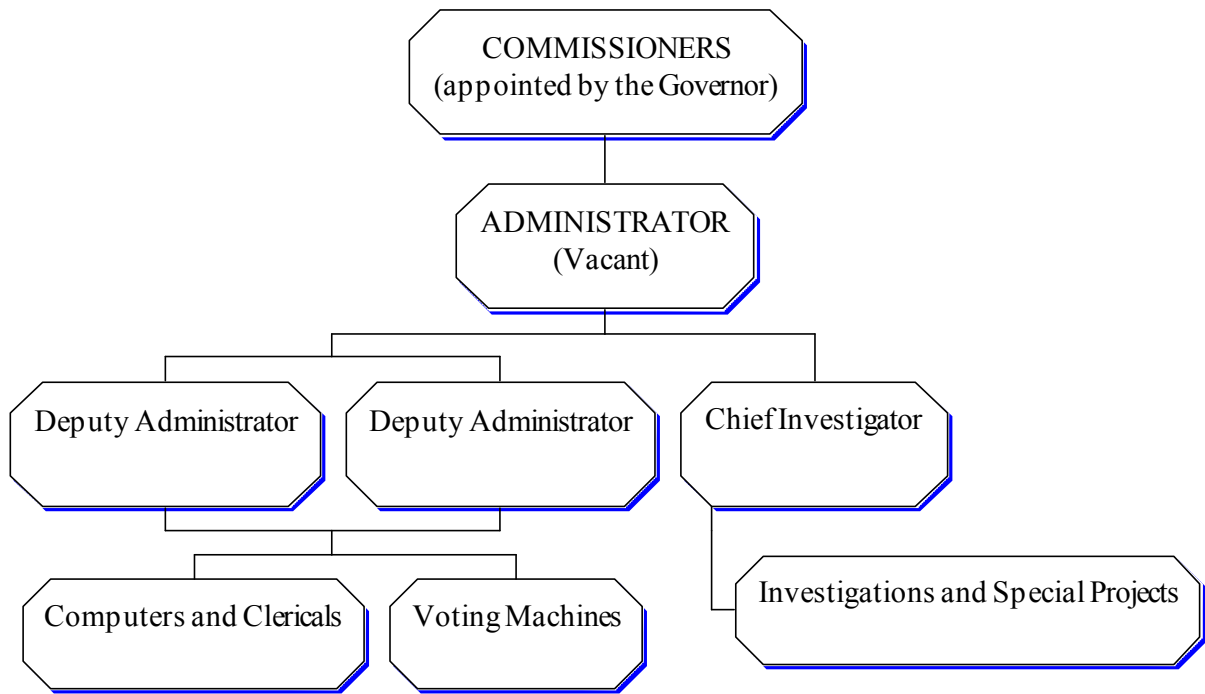 COMMISSIONERS
(appointed by the Governor)
ADMINISTRATOR
(Vacant)
Deputy Administrator
Deputy Administrator
Chief Investigator
Computers and Clericals
Voting Machines
Investigations and Special Projects